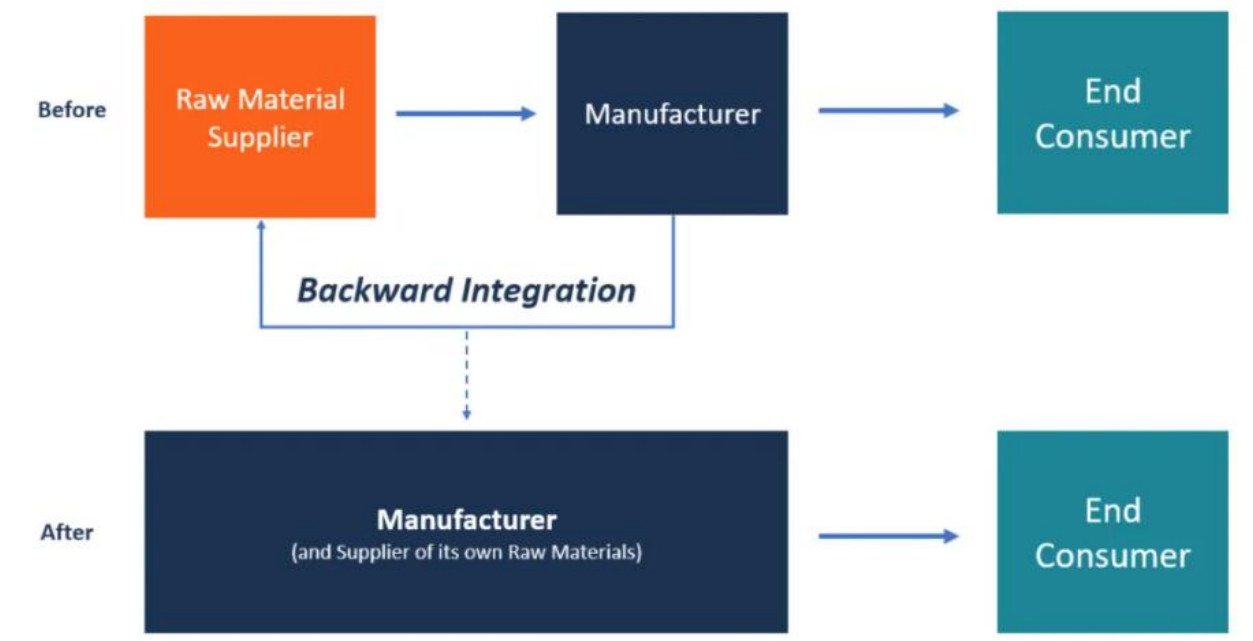 Before
Raw Material
Supplier
Manufacturer
End
Consumer
Backward Integration
After
Manufacturer
(and Supplier of its own Raw Materials)
End
Consumer